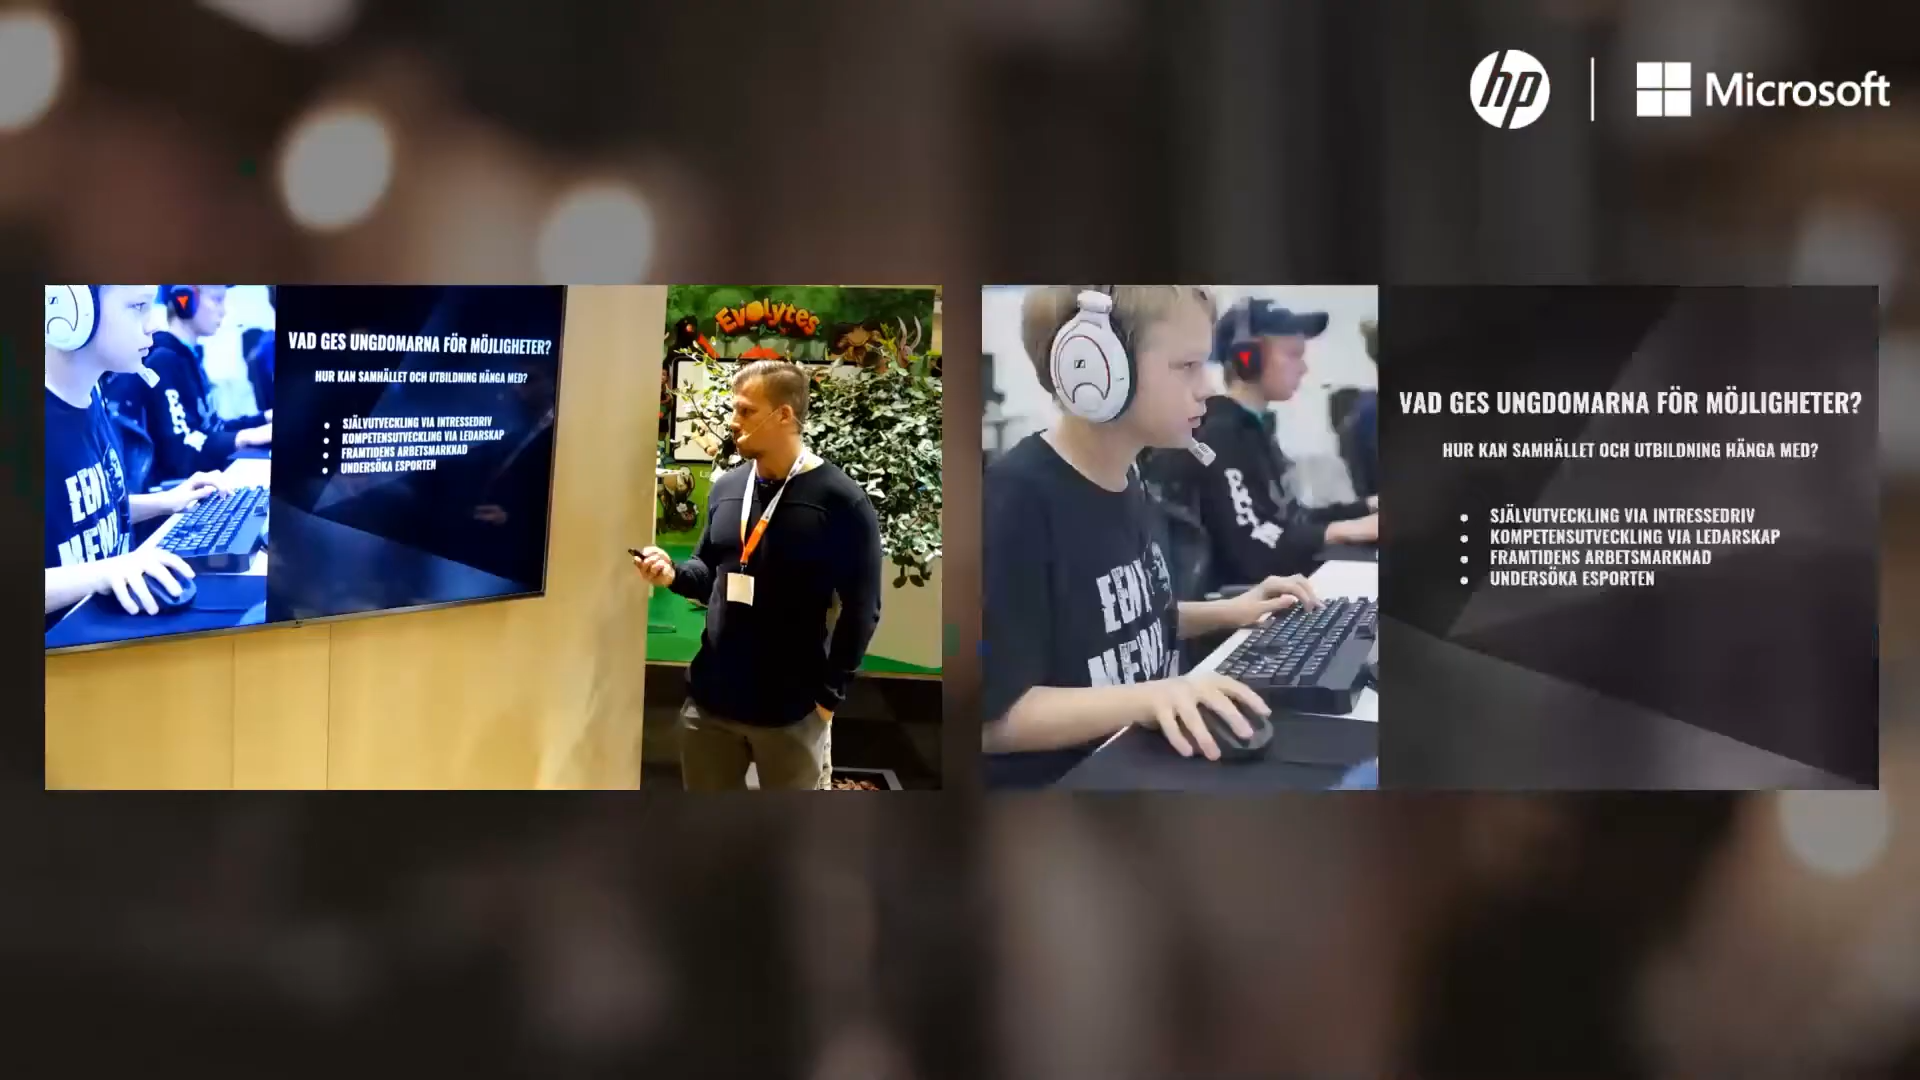 hp
Microsoft
VAD GES UNGDOMARNA FÖR MÖJLIGHETER?
HUR KAN SAMHÄLLET OCH UTBILDNING HÄNGA MED?
• SJÄLVUTVECKLING VIA INTRESSEDRIV
• KOMPETENSUTVECKLING VIA LEDARSKAP
• FRAMTIDENS ARBETSMARKNAD
• UNDERSÖKA ESPORTEN
Evolytes
VAD GES UNGDOMARNA FÖR MÖJLIGHETER?
HUR KAN SAMHÄLLET OCH UTBILDNING HÄNGA MED?
• SJÄLVUTVECKLING VIA INTRESSEDRIV
• KOMPETENSUTVECKLING VIA LEDARSKAP
• FRAMTIDENS ARBETSMARKNAD
• UNDERSÖKA ESPORTEN